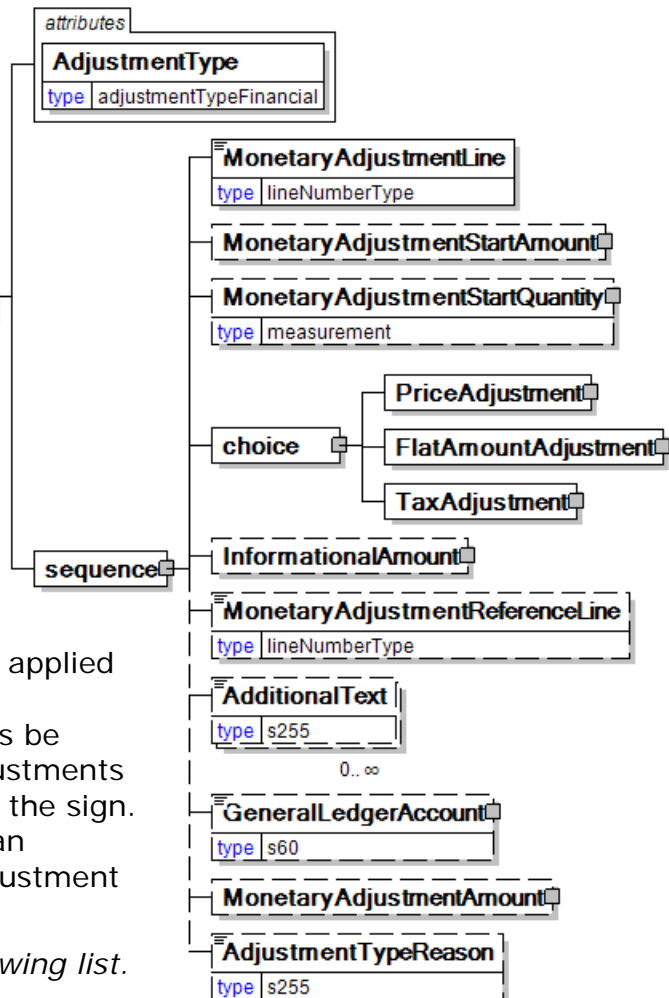 attributes
AdjustmentType
type adjustmentTypeFinancial
MonetaryAdjustmentLine
type lineNumberType
MonetaryAdjustmentStartAmount
MonetaryAdjustmentStartQuantity
type measurement
choice
PriceAdjustment
FlatAmountAdjustment
TaxAdjustment
sequence
InformationalAmount
MonetaryAdjustmentReferenceLine
type lineNumberType
AdditionalText
type s255
0.. ∞
GeneralLedgerAccount
type s60
MonetaryAdjustmentAmount
AdjustmentTypeReason
type s255
applied
s be
ustments
the sign.
an
justment
wing list.